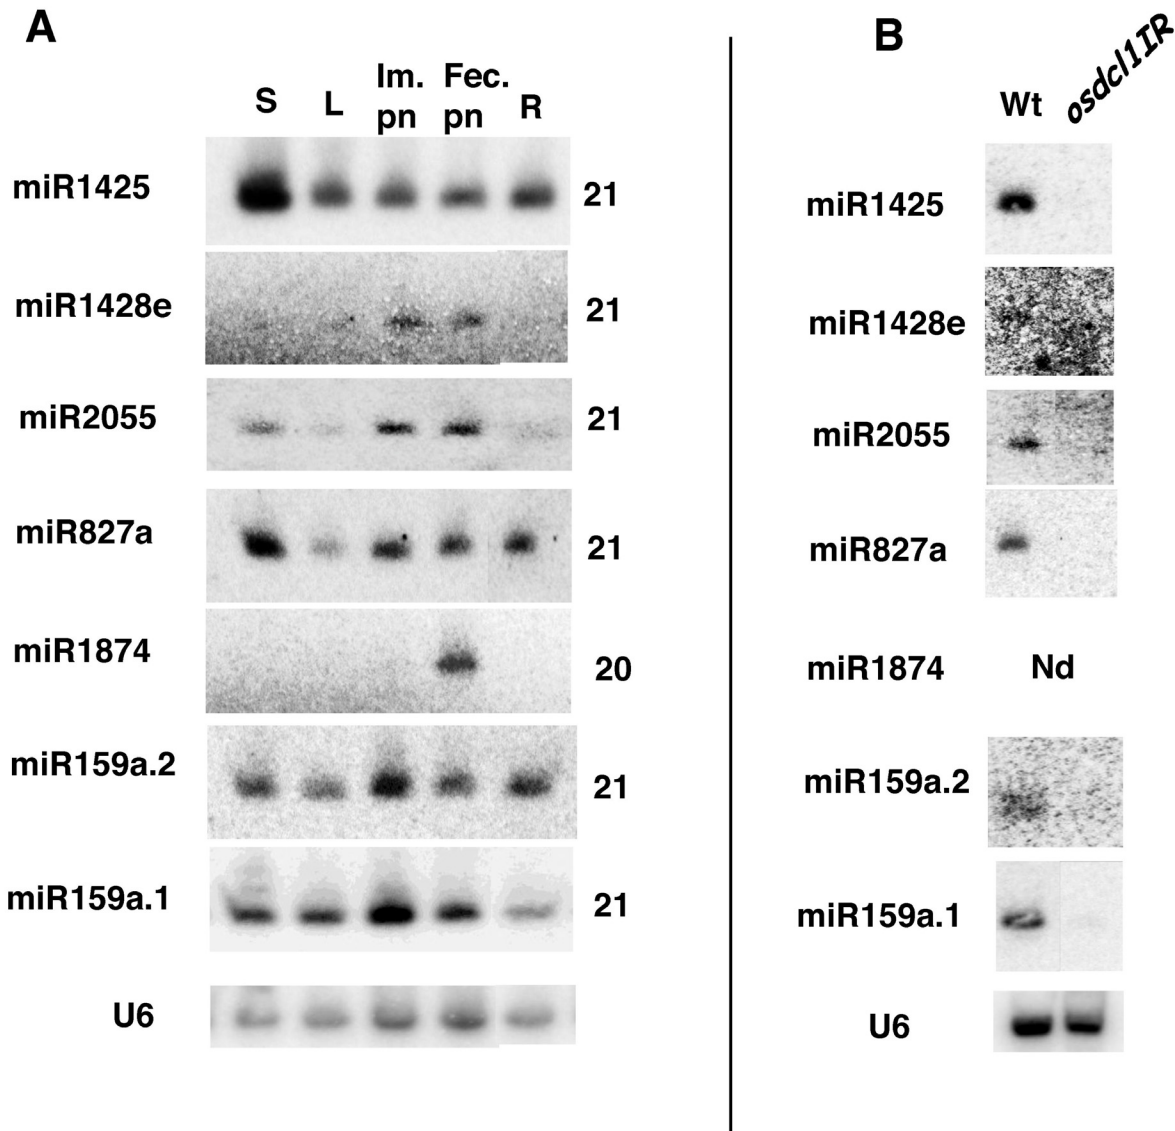 A
S L Im. pn Fec. pn R
miR1425 21
miR1428e 21
miR2055 21
miR827a 21
miR1874 20
miR159a.2 21
miR159a.1 21
U6
B
Wt osdcl1IR
miR1425
miR1428e
miR2055
miR827a
miR1874 Nd
miR159a.2
miR159a.1
U6